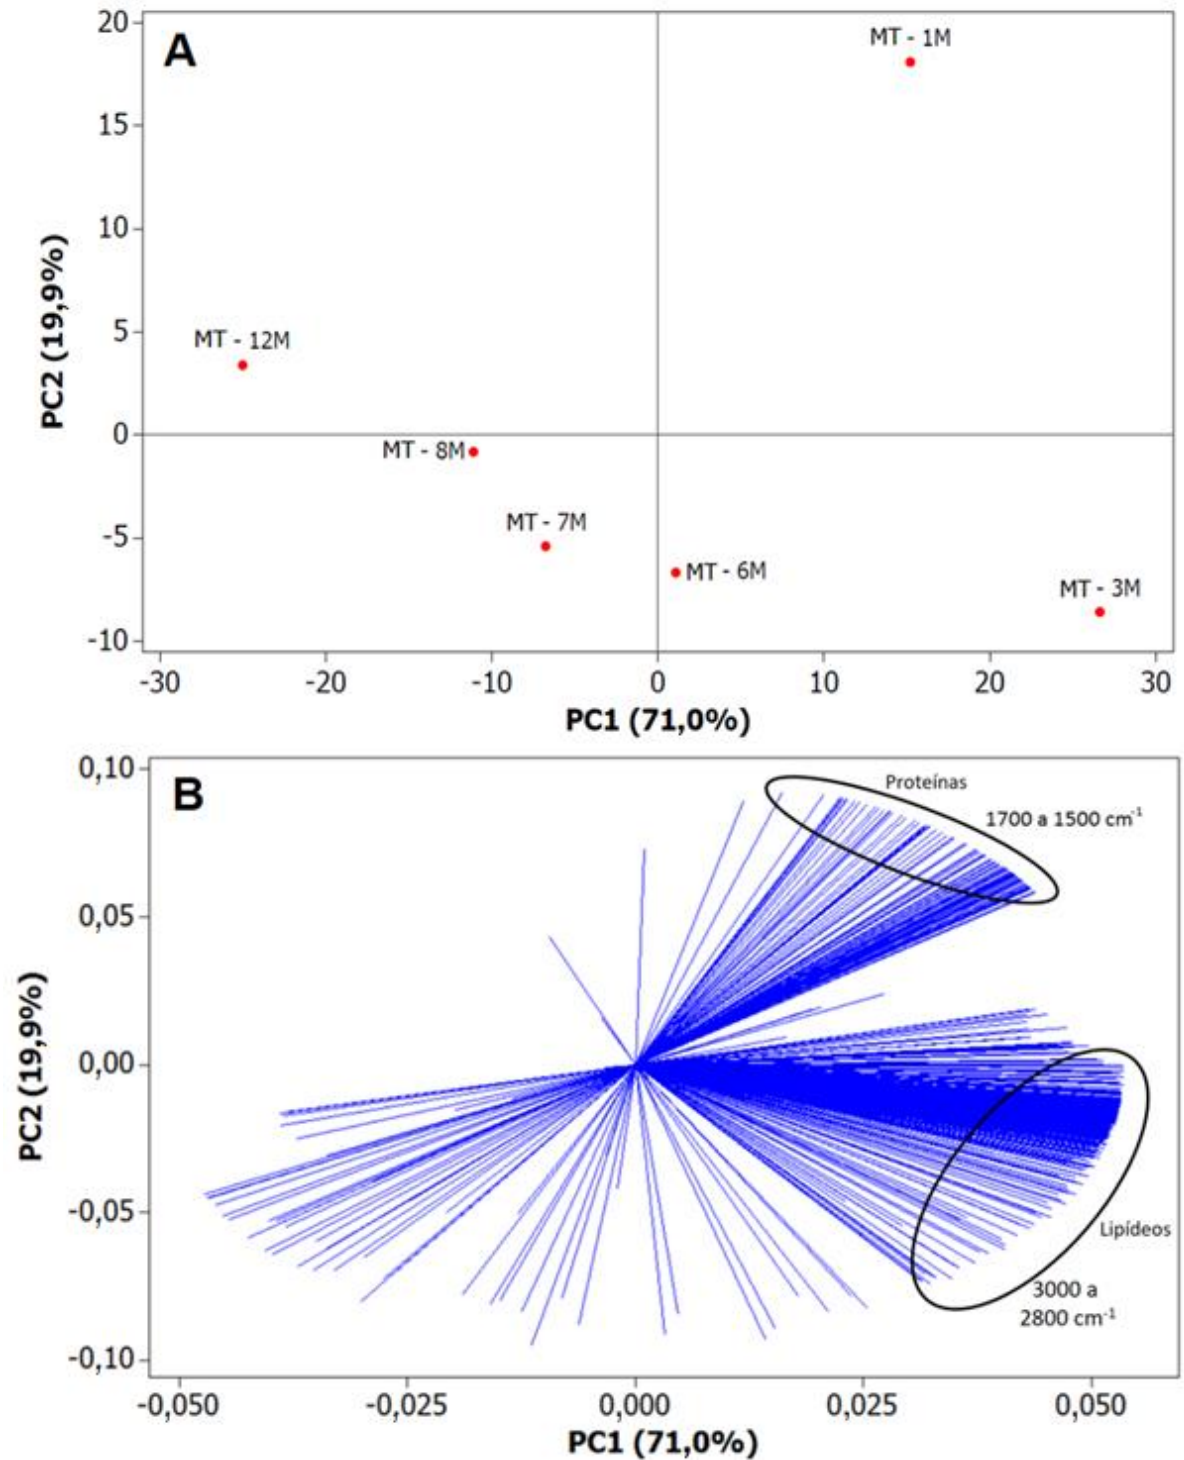 A
20
15
10
5
0
-5
-10
PC2 (19,9%)
MT - 1M
MT - 12M
MT - 8M
MT - 7M
MT - 6M
MT - 3M
-30
-20
-10
0
10
20
30
PC1 (71,0%)
B
0,10
0,05
0,00
-0,05
-0,10
PC2 (19,9%)
Proteínas
1700 a 1500 cm⁻¹
Lipídeos
3000 a
2800 cm⁻¹
-0,050
-0,025
0,000
0,025
0,050
PC1 (71,0%)